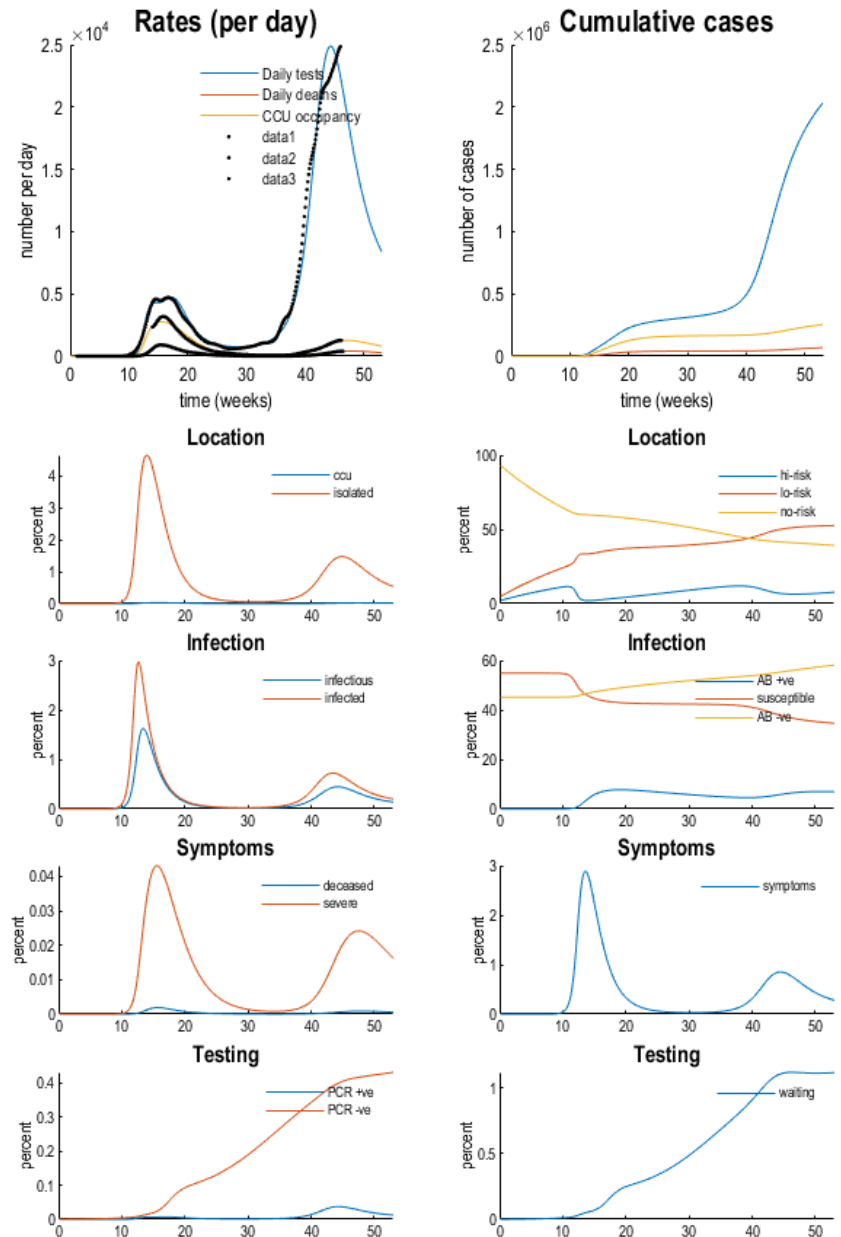 Rates (per day)
×10⁴
2.5
2
1.5
1
0.5
0
number per day
Daily tests
Daily deaths
CCU occupancy
data1
data2
data3
0 10 20 30 40 50
time (weeks)
Cumulative cases
×10⁶
2.5
2
1.5
1
0.5
0
number of cases
0 10 20 30 40 50
time (weeks)
Location
4
3
2
1
0
percent
ccu
isolated
0 10 20 30 40 50
Location
100
50
0
percent
hi-risk
lo-risk
no-risk
0 10 20 30 40 50
Infection
3
2
1
0
percent
infectious
infected
0 10 20 30 40 50
Infection
60
40
20
0
percent
AB +ve
susceptible
AB -ve
0 10 20 30 40 50
Symptoms
0.04
0.03
0.02
0.01
0
percent
deceased
severe
0 10 20 30 40 50
Symptoms
3
2
1
0
percent
symptoms
0 10 20 30 40 50
Testing
0.4
0.3
0.2
0.1
0
percent
PCR +ve
PCR -ve
0 10 20 30 40 50
Testing
1
0.5
0
percent
waiting
0 10 20 30 40 50